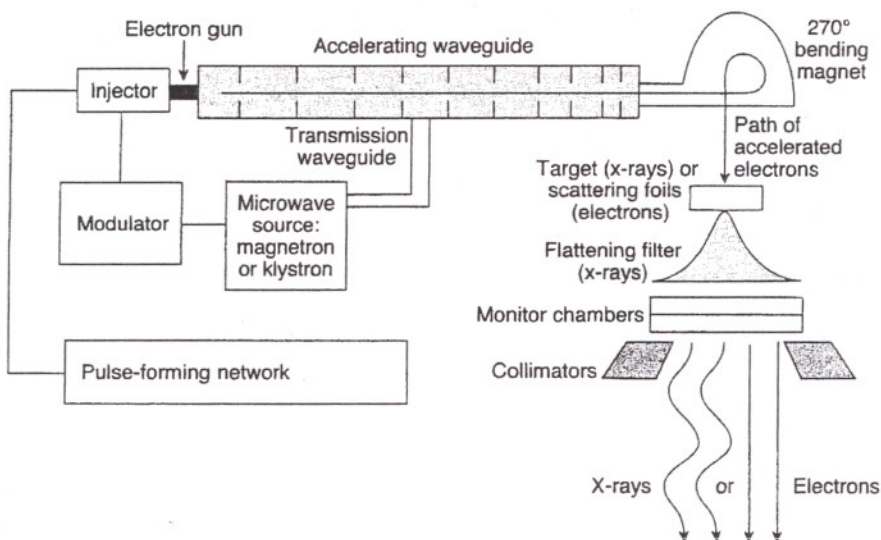 Electron gun
Accelerating waveguide
270°
bending
magnet
Injector
Transmission
waveguide
Path of
accelerated
electrons
Target (x-rays) or
scattering foils
(electrons)
Modulator
Microwave
source:
magnetron
or klystron
Flattening filter
(x-rays)
Monitor chambers
Pulse-forming network
Collimators
X-rays
or
Electrons